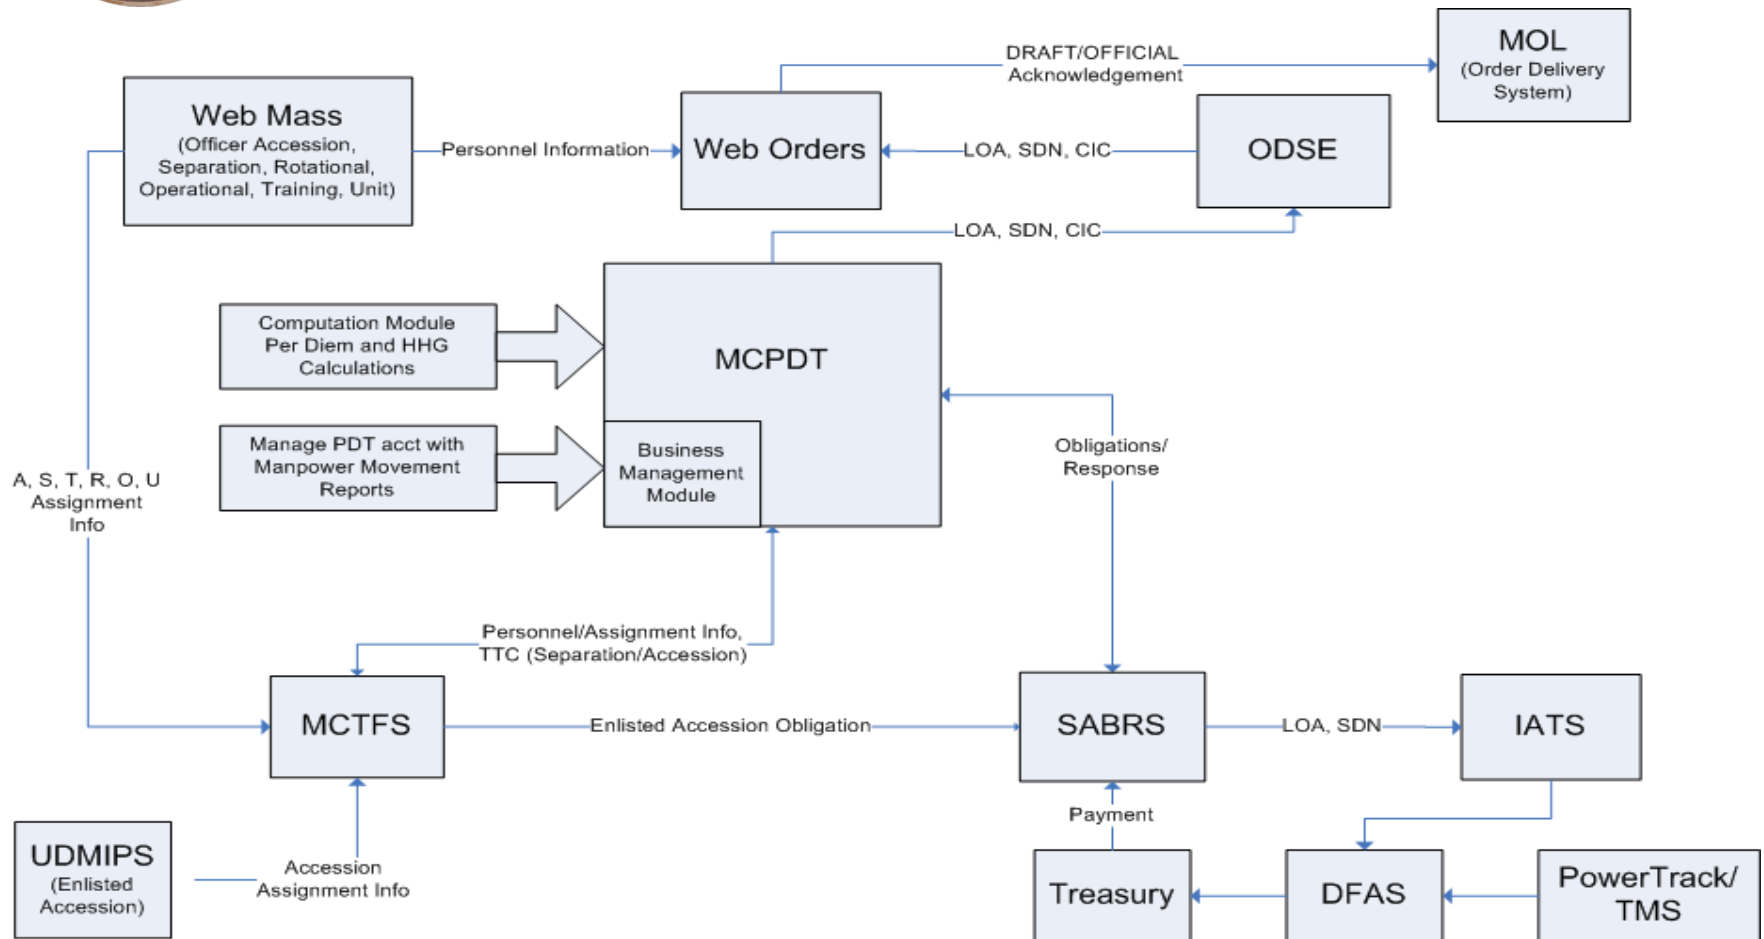 DRAFT/OFFICIAL
Acknowledgement
MOL
(Order Delivery
System)
Web Mass
(Officer Accession,
Separation, Rotational,
Operational, Training, Unit)
Personnel Information
Web Orders
LOA, SDN, CIC
ODSE
LOA, SDN, CIC
Computation Module
Per Diem and HHG
Calculations
MCPDT
Manage PDT acct with
Manpower Movement
Reports
Business
Management
Module
Obligations/
Response
A, S, T, R, O, U
Assignment
Info
Personnel/Assignment Info,
TTC (Separation/Accession)
MCTFS
Enlisted Accession Obligation
SABRS
LOA, SDN
IATS
Payment
UDMIPS
(Enlisted
Accession)
Accession
Assignment Info
Treasury
DFAS
PowerTrack/
TMS